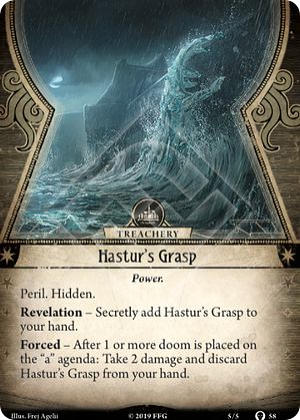 TREACHERY
Hastur's Grasp
Power.
Peril. Hidden.
Revelation – Secretly add Hastur's Grasp to
your hand.
Forced – After 1 or more doom is placed on
the "a" agenda: Take 2 damage and discard
Hastur's Grasp from your hand.
Illus. Frej Agelii
© 2019 FFG
5/5
58